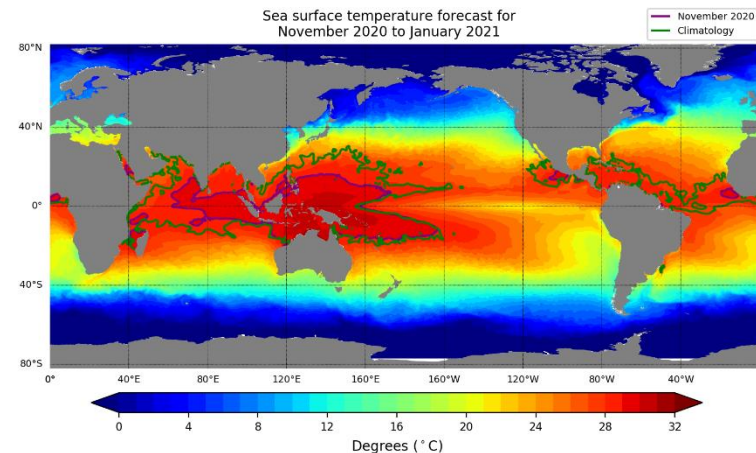 Sea surface temperature forecast for
November 2020 to January 2021
November 2020
Climatology
80°N
40°N
0°
40°S
80°S
0° 40°E 80°E 120°E 160°E 160°W 120°W 80°W 40°W
0 4 8 12 16 20 24 28 32
Degrees (°C)